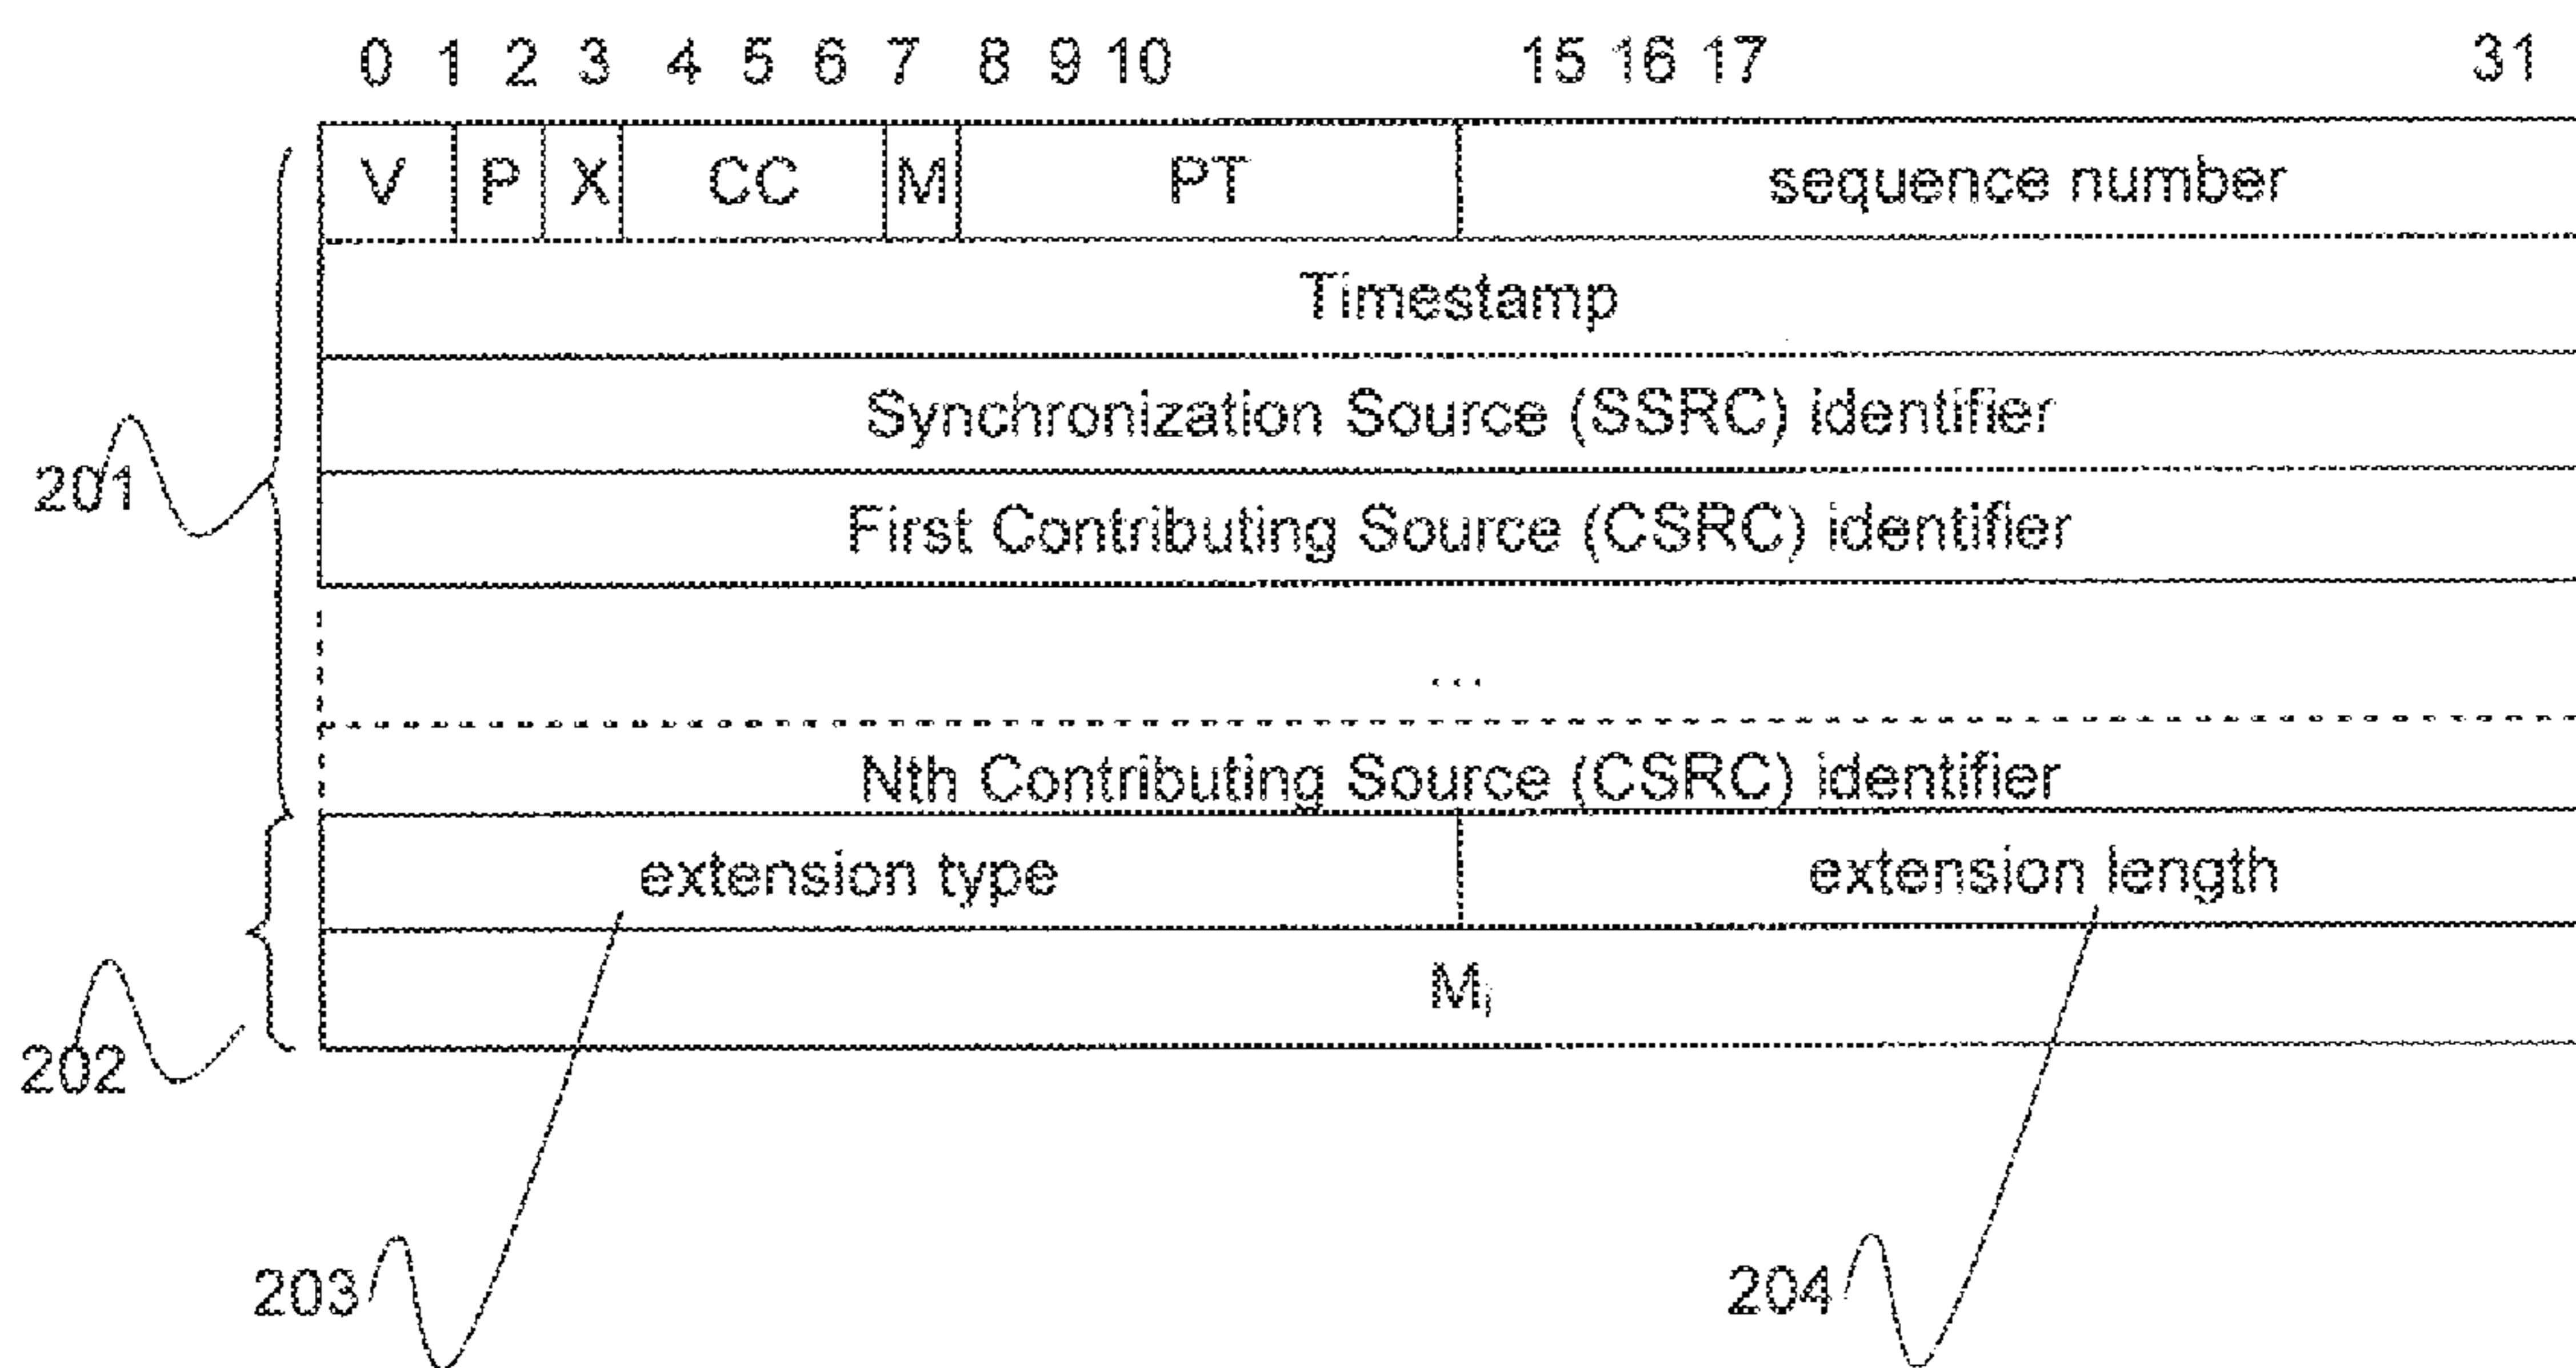 0 1 2 3 4 5 6 7 8 9 10 15 16 17 31
V P X CC M PT sequence number
Timestamp
Synchronization Source (SSRC) identifier
First Contributing Source (CSRC) identifier
201
...
Nth Contributing Source (CSRC) identifier
extension type extension length
Mi
202
203 204